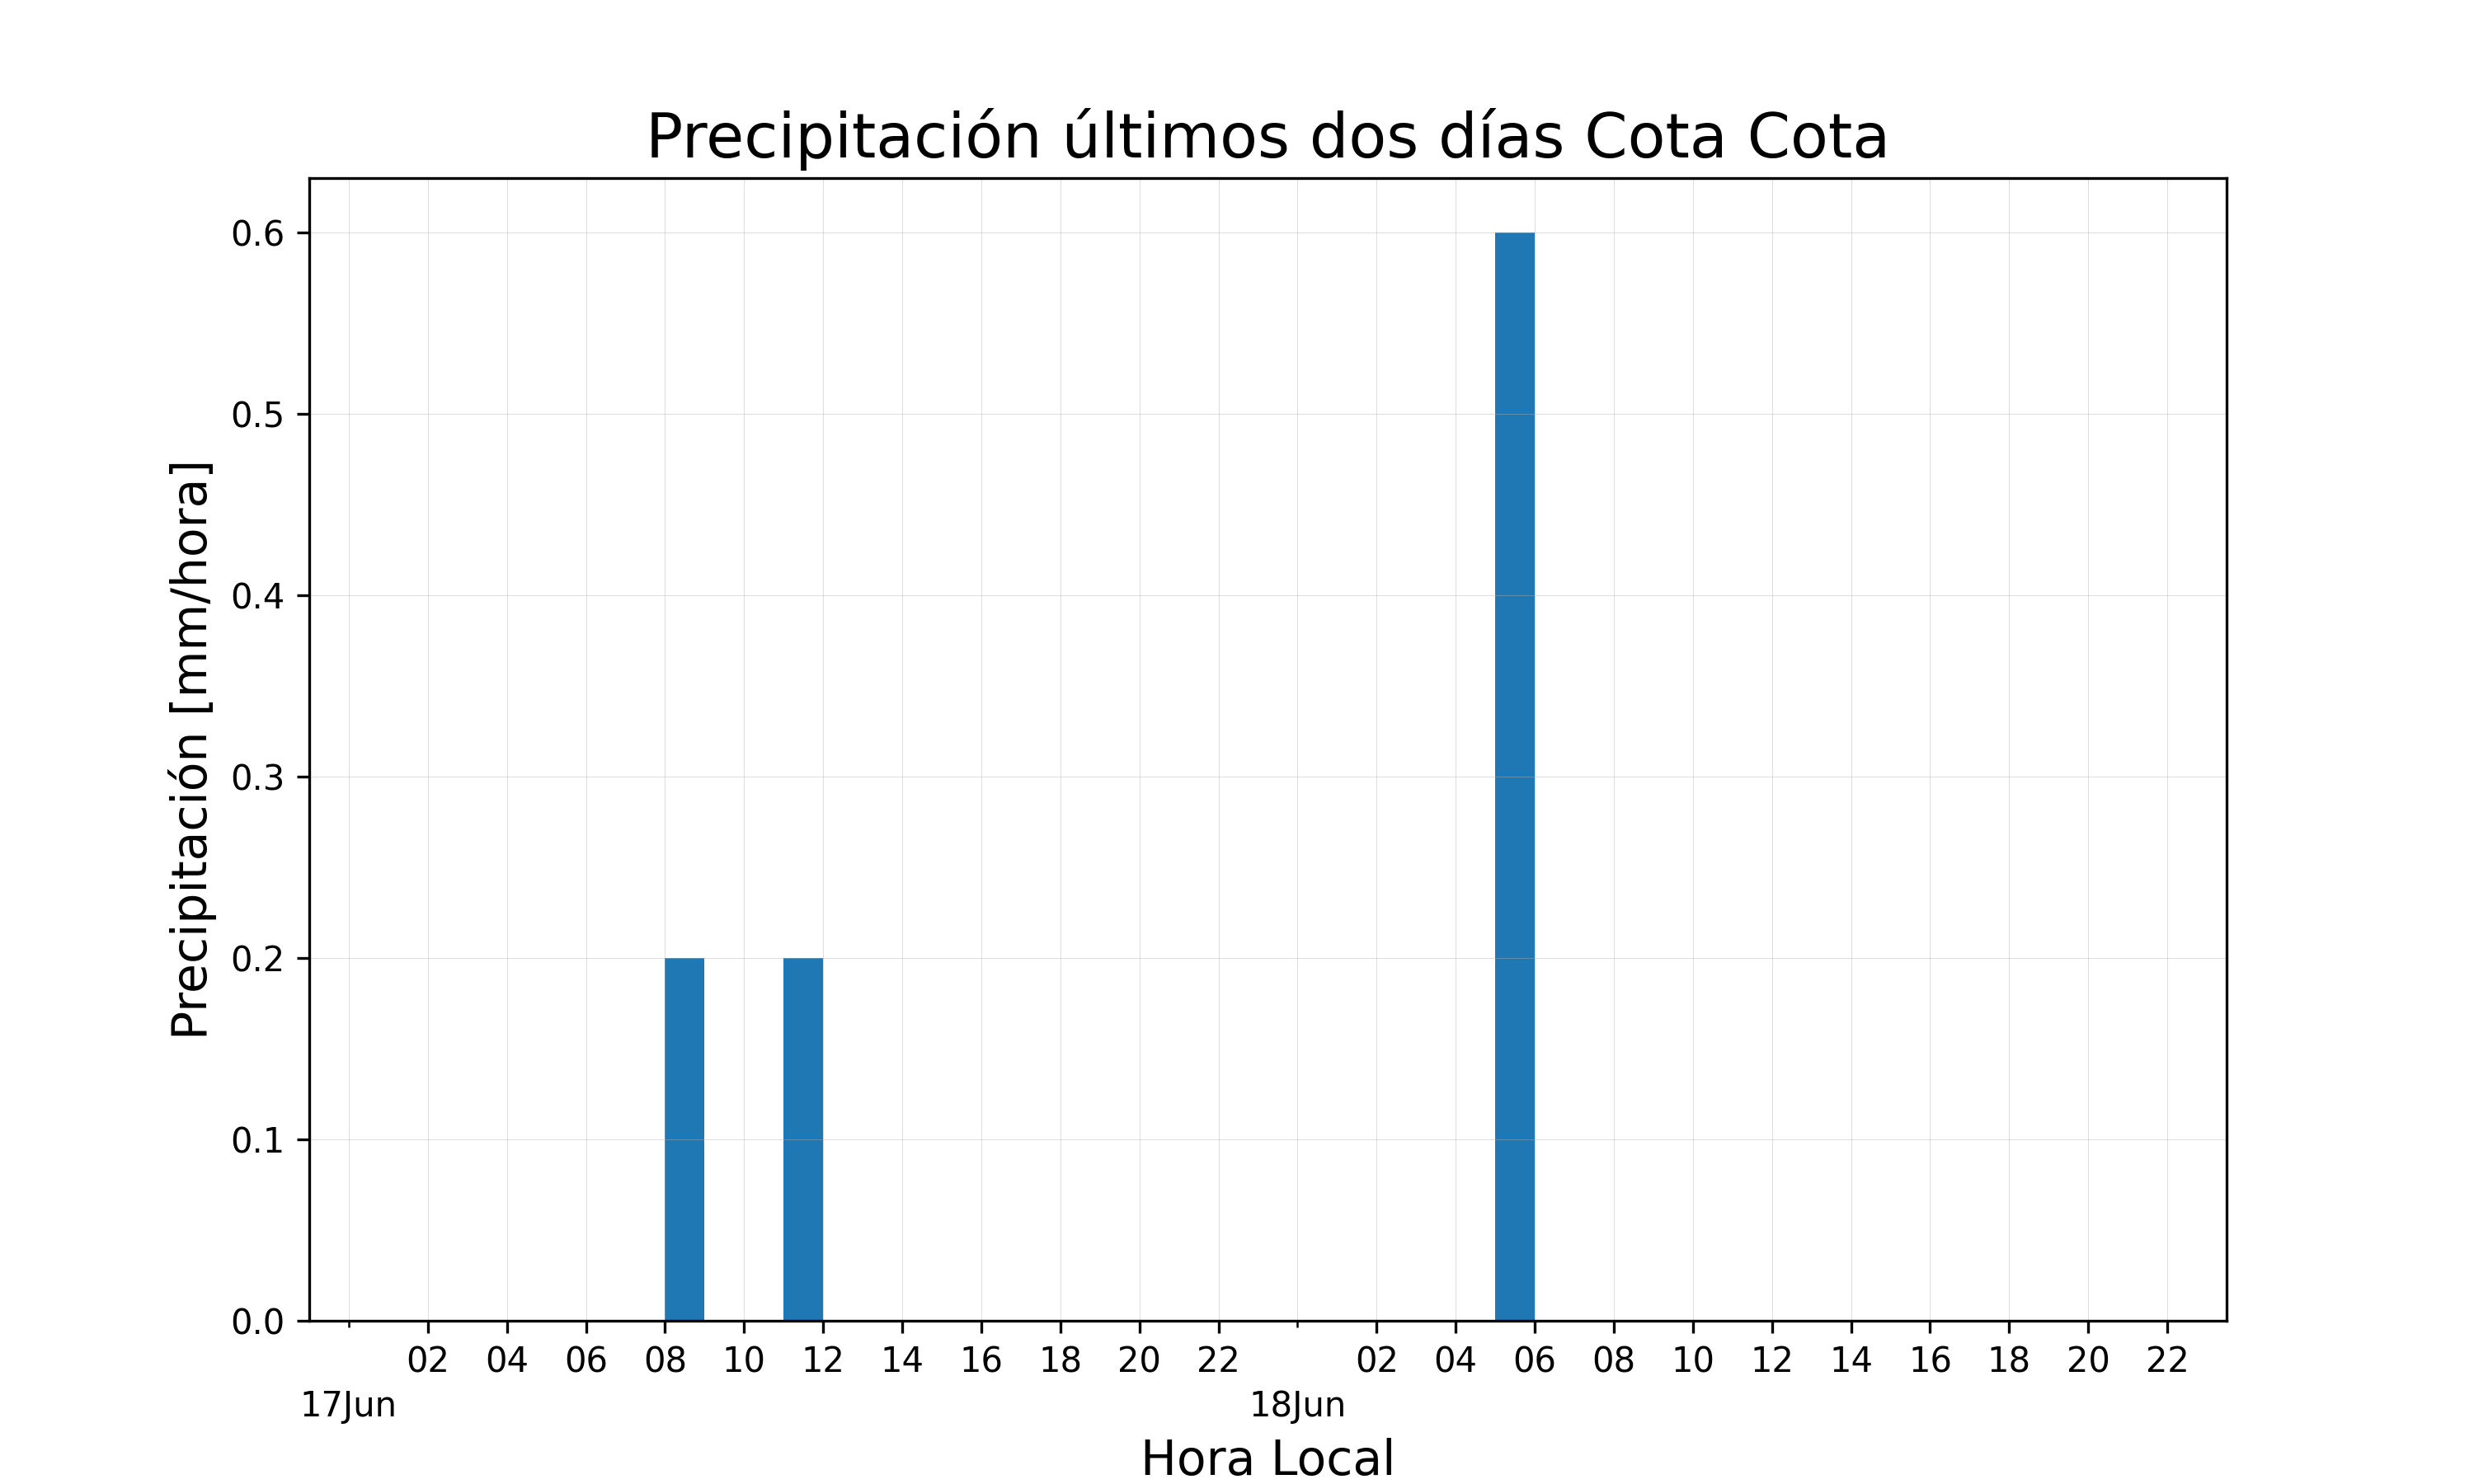 Precipitación últimos dos días Cota Cota
Precipitación [mm/hora]
0.6
0.5
0.4
0.3
0.2
0.1
0.0
02 04 06 08 10 12 14 16 18 20 22 02 04 06 08 10 12 14 16 18 20 22
17Jun 18Jun
Hora Local